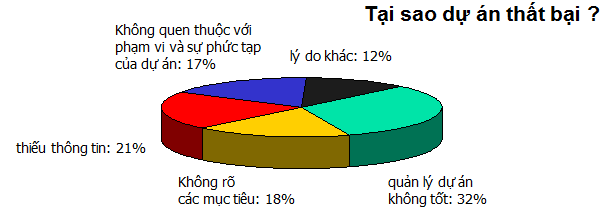 Tại sao dự án thất bại ?
Không quen thuộc với
phạm vi và sự phức tạp
của dự án: 17%
lý do khác: 12%
thiếu thông tin: 21%
Không rõ
các mục tiêu: 18%
quản lý dự án
không tốt: 32%